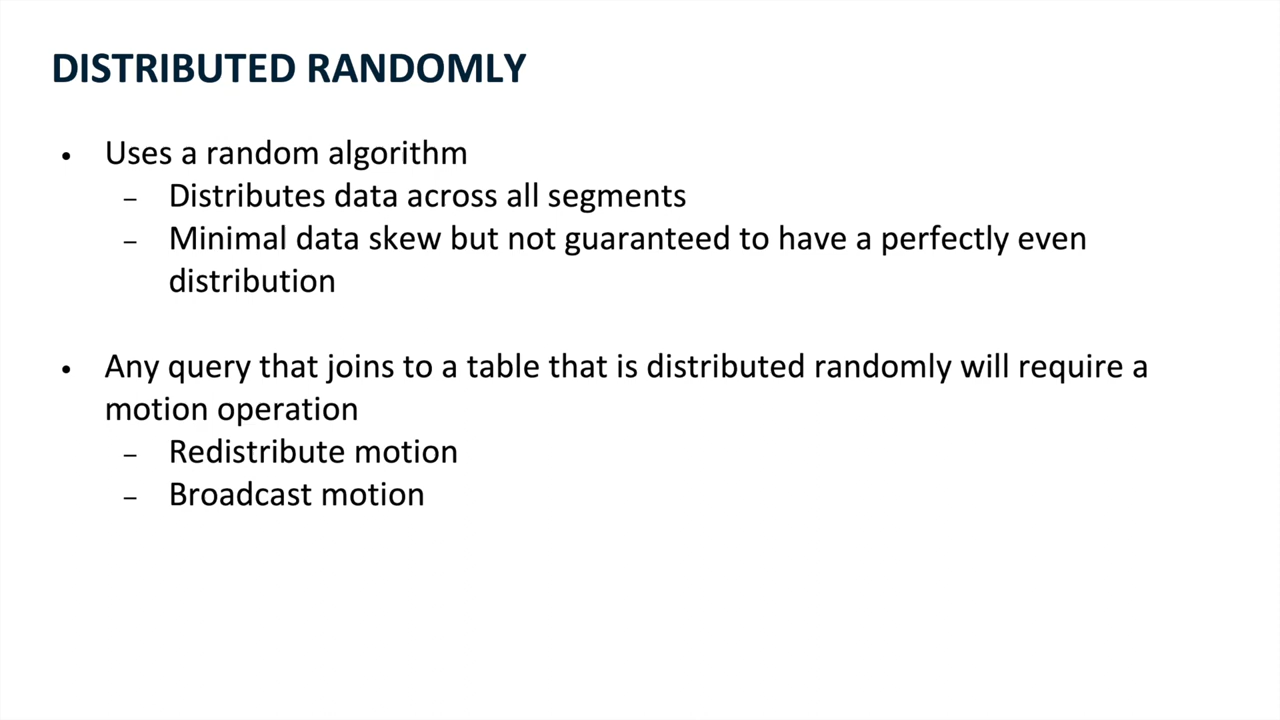 DISTRIBUTED RANDOMLY
• Uses a random algorithm
– Distributes data across all segments
– Minimal data skew but not guaranteed to have a perfectly even
distribution
• Any query that joins to a table that is distributed randomly will require a
motion operation
– Redistribute motion
– Broadcast motion